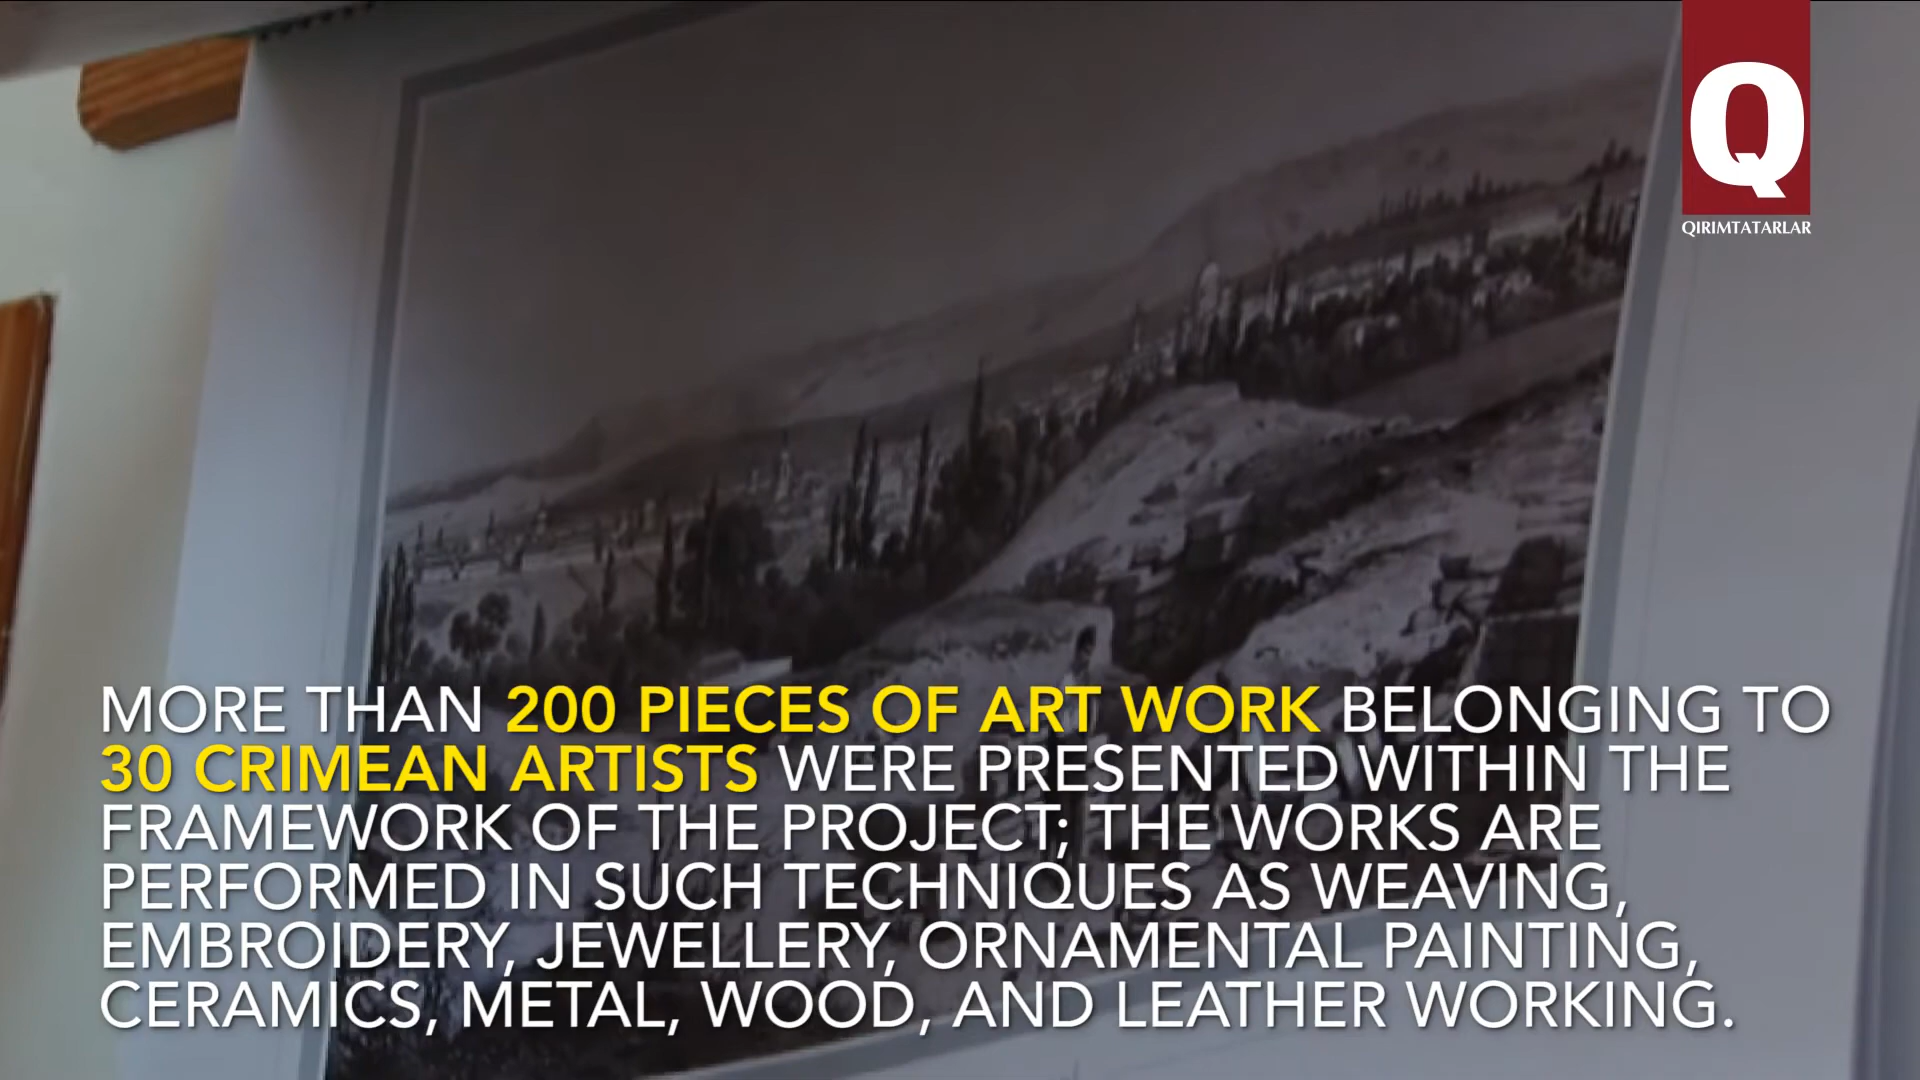 Q
QIRIMTATARLAR
MORE THAN 200 PIECES OF ART WORK BELONGING TO
30 CRIMEAN ARTISTS WERE PRESENTED WITHIN THE
FRAMEWORK OF THE PROJECT; THE WORKS ARE
PERFORMED IN SUCH TECHNIQUES AS WEAVING,
EMBROIDERY, JEWELLERY, ORNAMENTAL PAINTING,
CERAMICS, METAL, WOOD, AND LEATHER WORKING.